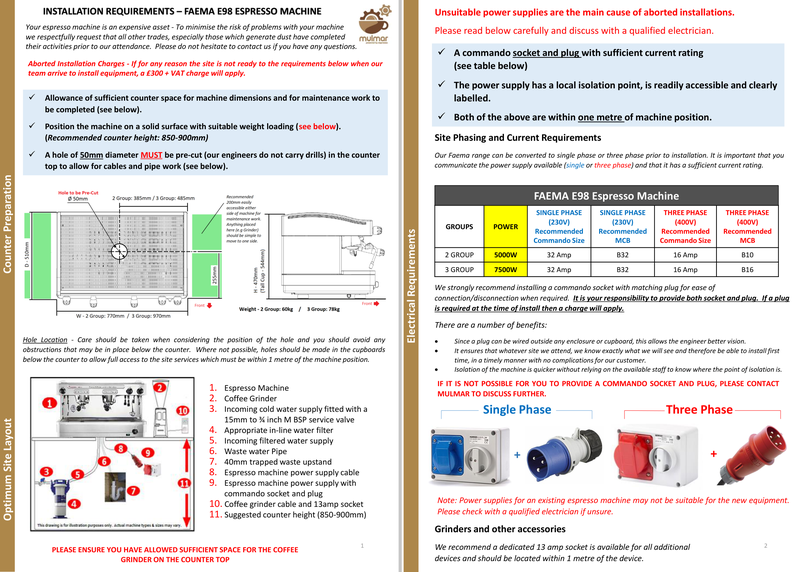 INSTALLATION REQUIREMENTS – FAEMA E98 ESPRESSO MACHINE
Your espresso machine is an expensive asset - To minimise the risk of problems with your machine
we respectfully request that all other trades, especially those which generate dust have completed
their activities prior to our attendance. Please do not hesitate to contact us if you have any questions.
mulmar
Aborted Installation Charges - If for any reason the site is not ready to the requirements below when our
team arrive to install equipment, a £300 + VAT charge will apply.
✓ Allowance of sufficient counter space for machine dimensions and for maintenance work to
be completed (see below).
✓ Position the machine on a solid surface with suitable weight loading (see below).
(Recommended counter height: 850-900mm)
✓ A hole of 50mm diameter MUST be pre-cut (our engineers do not carry drills) in the counter
top to allow for cables and pipe work (see below).
Counter Preparation
Hole to be Pre-Cut
Ø 50mm
2 Group: 385mm / 3 Group: 485mm
Recommended
200mm easily
accessible either
side of machine for
maintenance work.
Anything placed
here (e.g Grinder)
should be simple to
move to one side.
D - 510mm
255mm
Front
W - 2 Group: 770mm / 3 Group: 970mm
H - 470mm
(Tall Cup - 546mm)
Front
Weight - 2 Group: 60kg / 3 Group: 78kg
Hole Location - Care should be taken when considering the position of the hole and you should avoid any
obstructions that may be in place below the counter. Where not possible, holes should be made in the cupboards
below the counter to allow full access to the site services which must be within 1 metre of the machine position.
Optimum Site Layout
1
2
10
8
9
6
3
5
7
11
4
This drawing is for illustration purposes only. Actual machine types & sizes may vary.
1. Espresso Machine
2. Coffee Grinder
3. Incoming cold water supply fitted with a
15mm to ¾ inch M BSP service valve
4. Appropriate in-line water filter
5. Incoming filtered water supply
6. Waste water Pipe
7. 40mm trapped waste upstand
8. Espresso machine power supply cable
9. Espresso machine power supply with
commando socket and plug
10. Coffee grinder cable and 13amp socket
11. Suggested counter height (850-900mm)
PLEASE ENSURE YOU HAVE ALLOWED SUFFICIENT SPACE FOR THE COFFEE
GRINDER ON THE COUNTER TOP
1
Unsuitable power supplies are the main cause of aborted installations.
Please read below carefully and discuss with a qualified electrician.
✓ A commando socket and plug with sufficient current rating
(see table below)
✓ The power supply has a local isolation point, is readily accessible and clearly
labelled.
✓ Both of the above are within one metre of machine position.
Site Phasing and Current Requirements
Our Faema range can be converted to single phase or three phase prior to installation. It is important that you
communicate the power supply available (single or three phase) and that it has a sufficient current rating.
Electrical Requirements
FAEMA E98 Espresso Machine
GROUPS POWER SINGLE PHASE (230V) Recommended Commando Size SINGLE PHASE (230V) Recommended MCB THREE PHASE (400V) Recommended Commando Size THREE PHASE (400V) Recommended MCB
2 GROUP 5000W 32 Amp B32 16 Amp B10
3 GROUP 7500W 32 Amp B32 16 Amp B16
We strongly recommend installing a commando socket with matching plug for ease of
connection/disconnection when required. It is your responsibility to provide both socket and plug. If a plug
is required at the time of install then a charge will apply.
There are a number of benefits:
• Since a plug can be wired outside any enclosure or cupboard, this allows the engineer better vision.
• It ensures that whatever site we attend, we know exactly what we will see and therefore be able to install first
time, in a timely manner with no complications for our customer.
• Isolation of the machine is quicker without relying on the available staff to know where the point of isolation is.
IF IT IS NOT POSSIBLE FOR YOU TO PROVIDE A COMMANDO SOCKET AND PLUG, PLEASE CONTACT
MULMAR TO DISCUSS FURTHER.
Single Phase
Three Phase
+
+
Note: Power supplies for an existing espresso machine may not be suitable for the new equipment.
Please check with a qualified electrician if unsure.
Grinders and other accessories
We recommend a dedicated 13 amp socket is available for all additional
devices and should be located within 1 metre of the device.
2